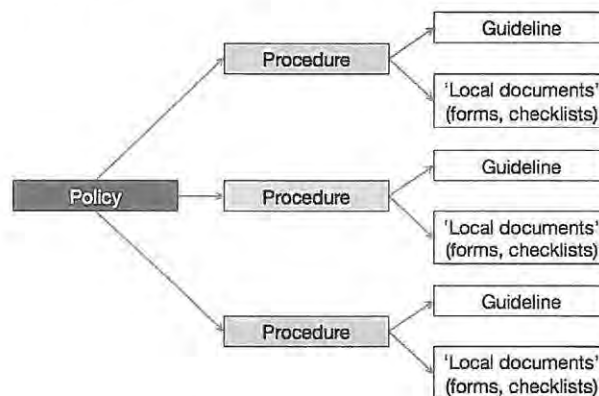 Guideline
Procedure
'Local documents'
(forms, checklists)
Guideline
Policy
Procedure
'Local documents'
(forms, checklists)
Guideline
Procedure
'Local documents'
(forms, checklists)